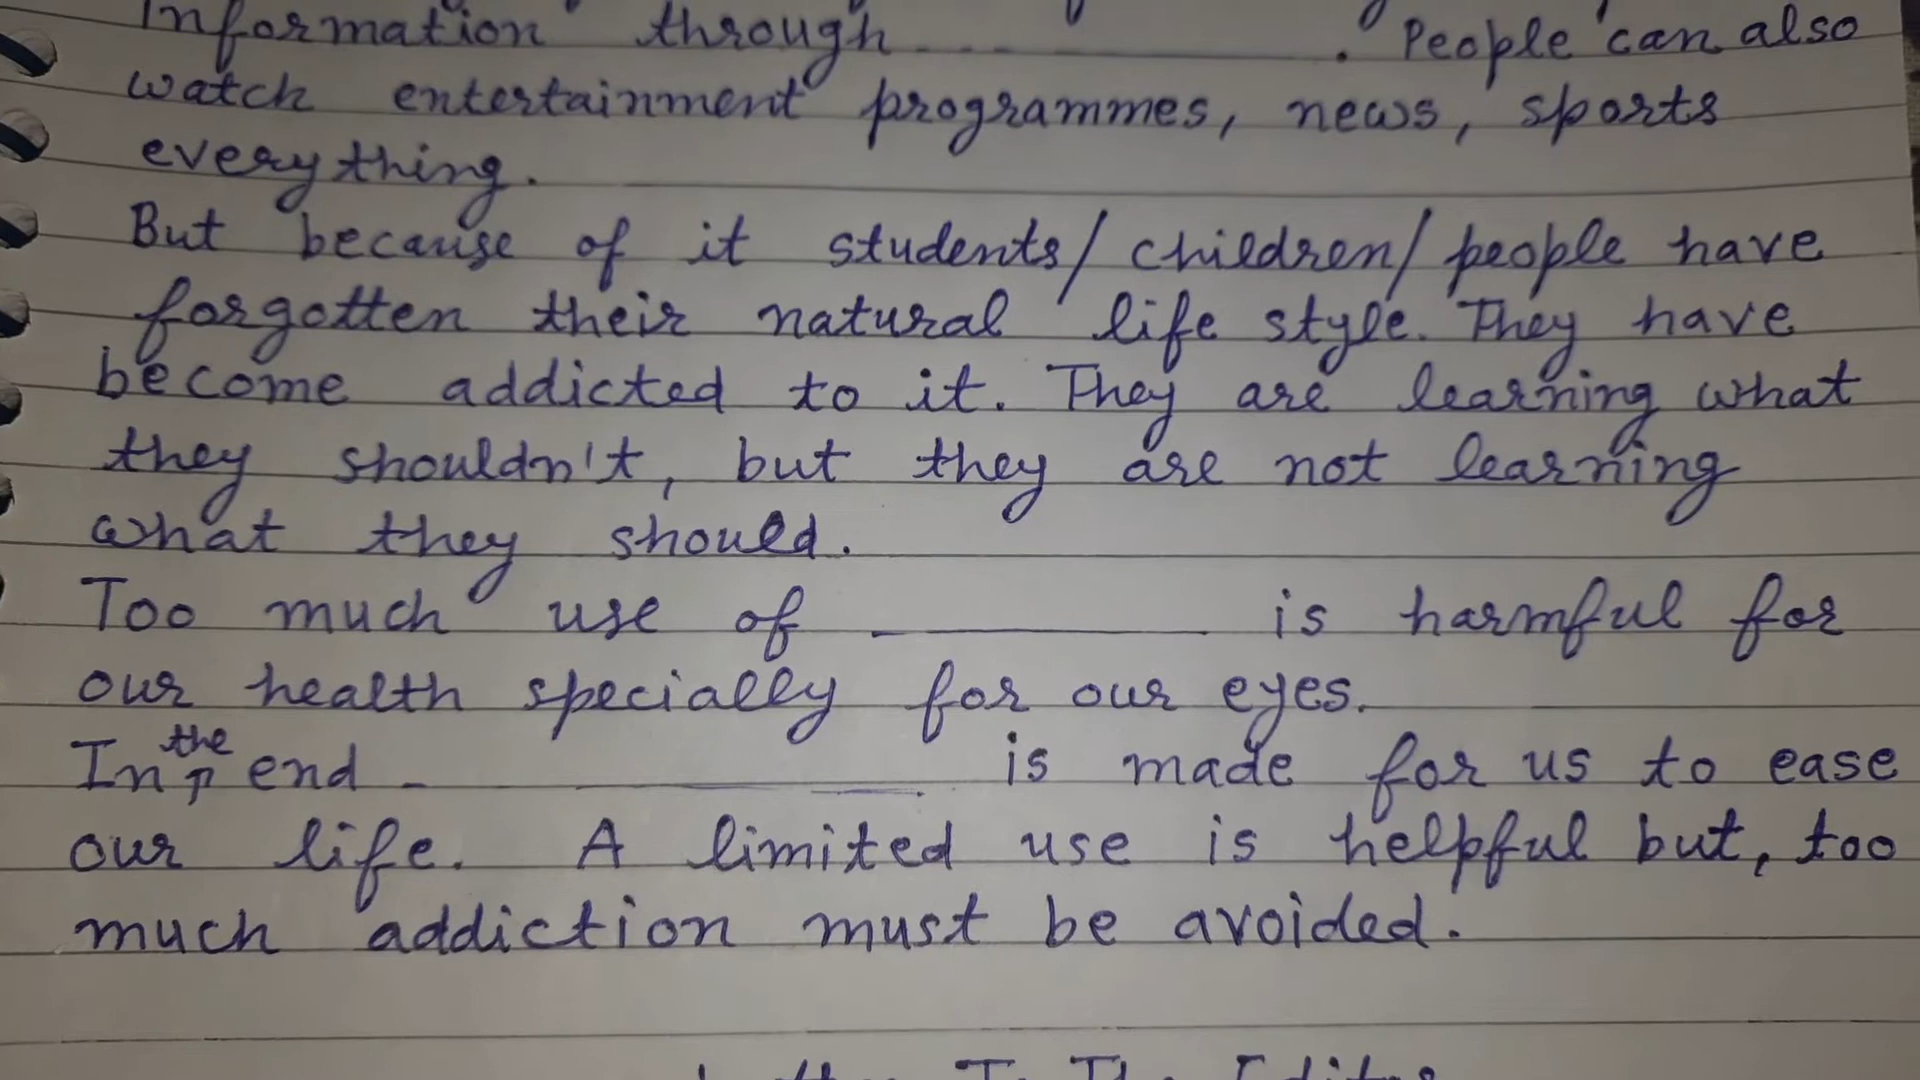 Information through ____________. People can also
watch entertainment programmes, news, sports
everything.
But because of it students/children/people have
forgotten their natural life style. They have
become addicted to it. They are learning what
they shouldn't, but they are not learning
what they should.
Too much use of ____________ is harmful for
our health specially for our eyes.
In the end ____________ is made for us to ease
our life. A limited use is helpful but, too
much addiction must be avoided.
To The Editor